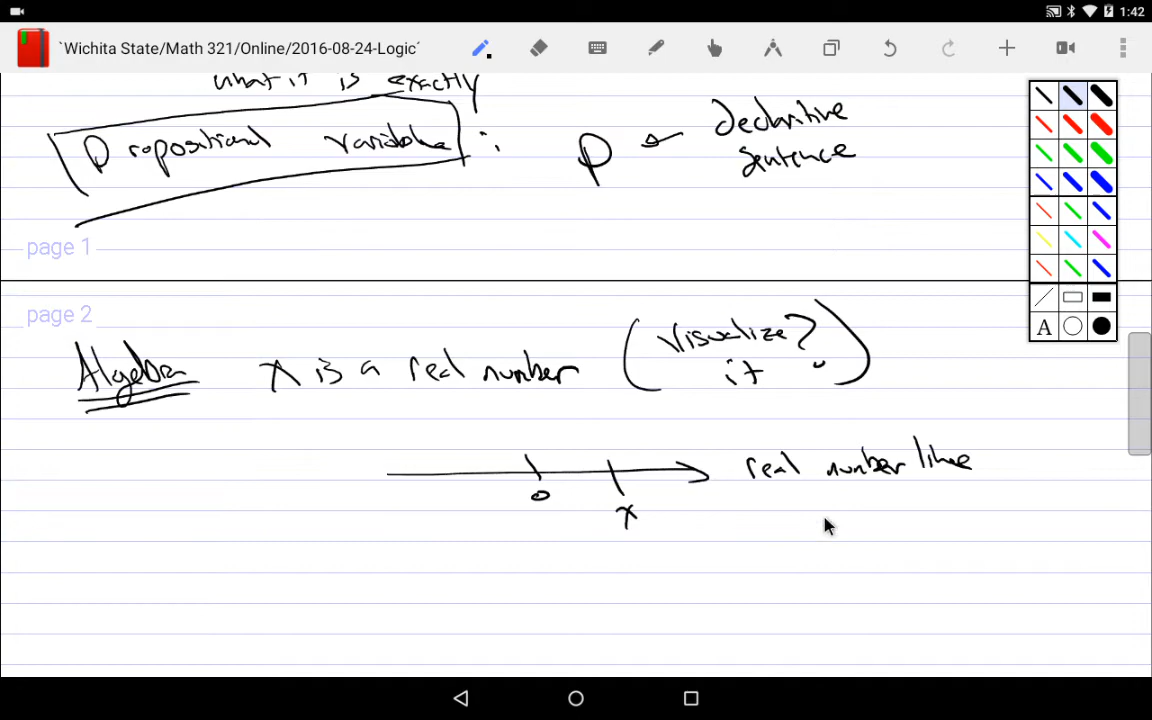 1:42
`Wichita State/Math 321/Online/2016-08-24-Logic´
what it is exactly
Propositional variable : P ← declaritive
sentence
page 1
page 2
Algebra x is a real number (visualize?
it)
real number line
0
x
A